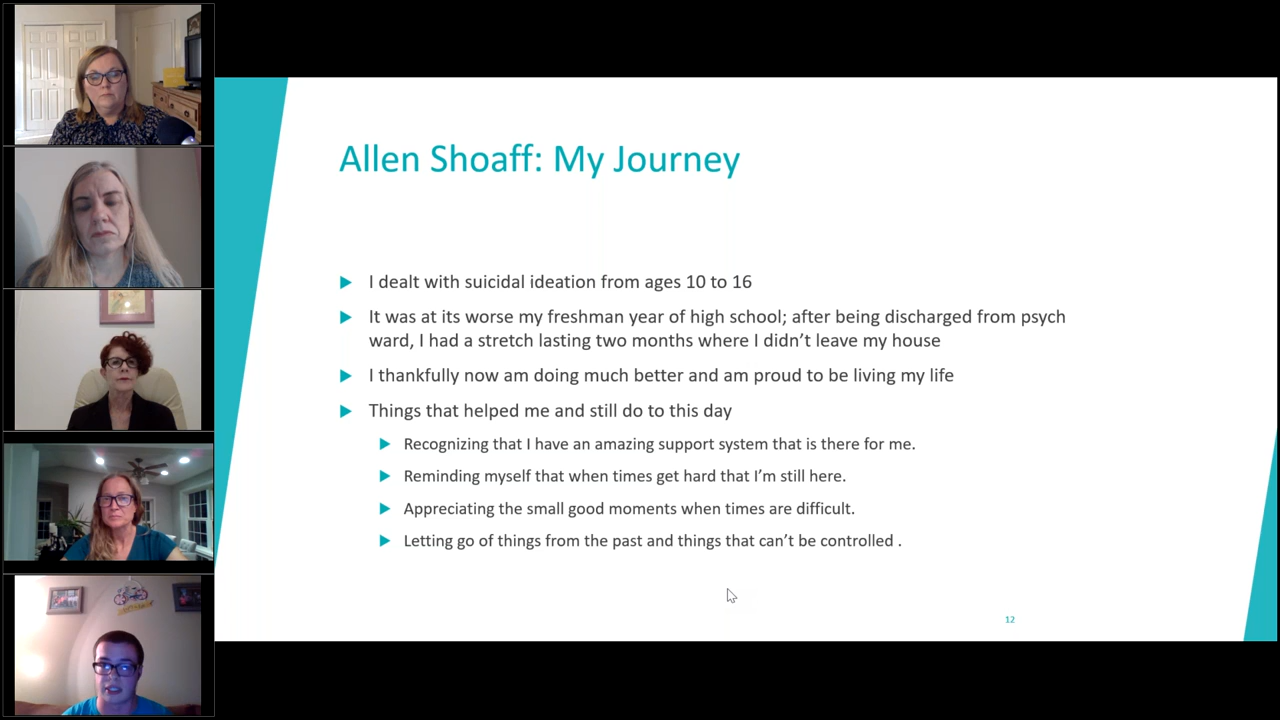 Allen Shoaff: My Journey
I dealt with suicidal ideation from ages 10 to 16
It was at its worse my freshman year of high school; after being discharged from psych
ward, I had a stretch lasting two months where I didn't leave my house
I thankfully now am doing much better and am proud to be living my life
Things that helped me and still do to this day
Recognizing that I have an amazing support system that is there for me.
Reminding myself that when times get hard that I'm still here.
Appreciating the small good moments when times are difficult.
Letting go of things from the past and things that can't be controlled .
12